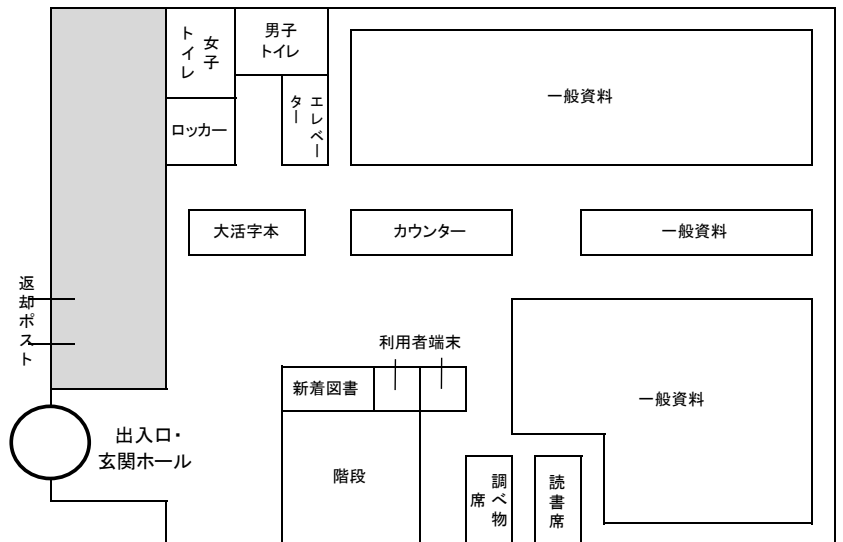 女子
トイレ
男子
トイレ
エレベー
ター
一般資料
ロッカー
大活字本
カウンター
一般資料
返却ポスト
利用者端末
新着図書
一般資料
出入口・
玄関ホール
階段
調べ物
席
読書席